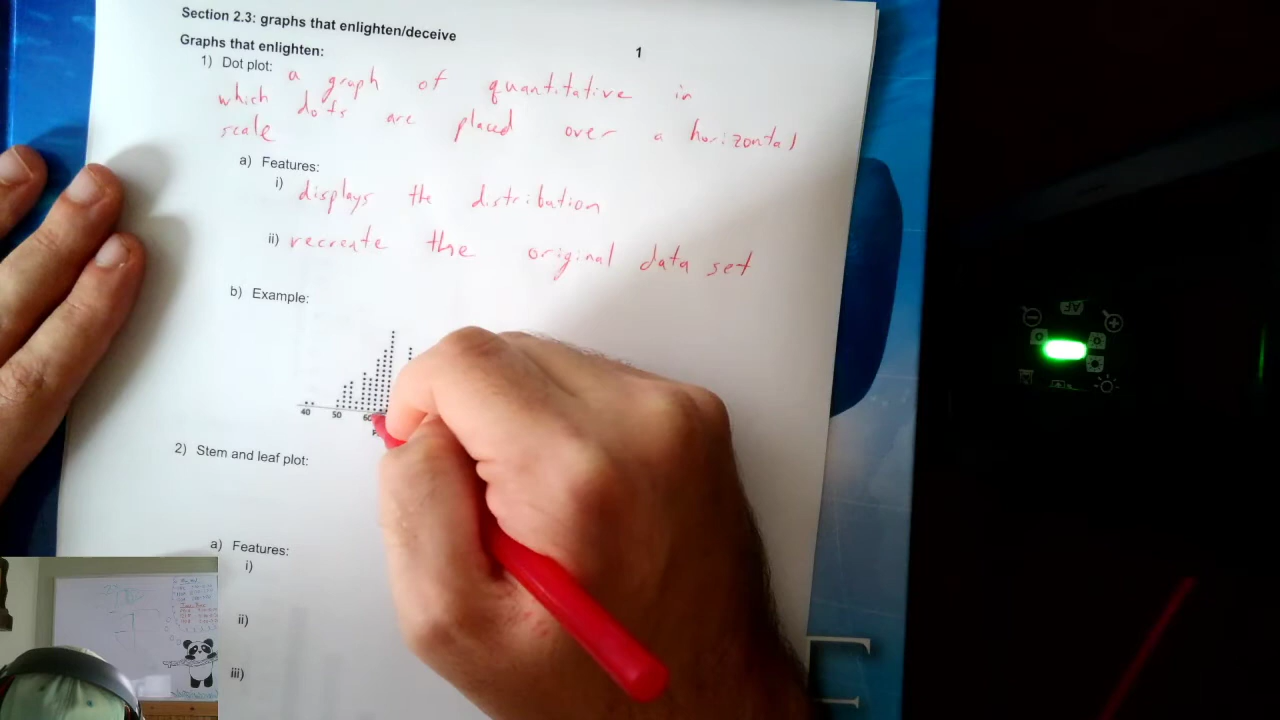 Section 2.3: graphs that enlighten/deceive
1
Graphs that enlighten:
1) Dot plot: a graph of quantitative in
which dots are placed over a horizontal
scale
a) Features:
i) displays the distribution
ii) recreate the original data set
b) Example:
40 50 60
2) Stem and leaf plot:
a) Features:
i)
ii)
iii)
AF